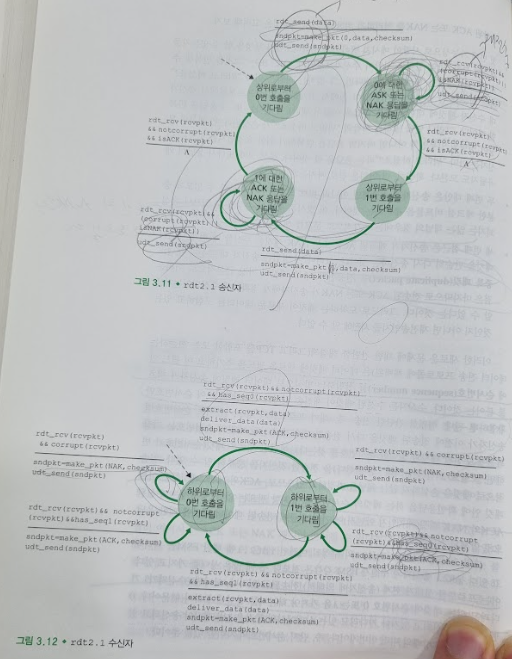 rdt_send(data)
sndpkt=make_pkt(0,data,checksum)
udt_send(sndpkt)
상위로부터
0번 호출을
기다림
0에 대한
ASK 또는
NAK 응답을
기다림
rdt_rcv(rcvpkt)
&& notcorrupt(rcvpkt)
&& isACK(rcvpkt)
Λ
rdt_rcv(rcvpkt)
&& notcorrupt(rcvpkt)
&& isACK(rcvpkt)
Λ
1에 대한
ACK 또는
NAK 응답을
기다림
상위로부터
1번 호출을
기다림
rdt_rcv(rcvpkt)&&
(corrupt(rcvpkt)||
isNAK(rcvpkt))
udt_send(sndpkt)
rdt_send(data)
sndpkt=make_pkt(1,data,checksum)
udt_send(sndpkt)
그림 3.11 • rdt2.1 송신자
rdt_rcv(rcvpkt)&& notcorrupt(rcvpkt)
&& has_seq0(rcvpkt)
extract(rcvpkt,data)
deliver_data(data)
sndpkt=make_pkt(ACK,checksum)
udt_send(sndpkt)
rdt_rcv(rcvpkt)
&& corrupt(rcvpkt)
sndpkt=make_pkt(NAK,checksum)
udt_send(sndpkt)
rdt_rcv(rcvpkt) && corrupt(rcvpkt)
sndpkt=make_pkt(NAK,checksum)
udt_send(sndpkt)
하위로부터
0번 호출을
기다림
하위로부터
1번 호출을
기다림
rdt_rcv(rcvpkt)&& notcorrupt
(rcvpkt)&&has_seq1(rcvpkt)
sndpkt=make_pkt(ACK,checksum)
udt_send(sndpkt)
rdt_rcv(rcvpkt)&& notcorrupt
(rcvpkt)&&has_seq0(rcvpkt)
sndpkt=make_pkt(ACK,checksum)
udt_send(sndpkt)
rdt_rcv(rcvpkt) && notcorrupt(rcvpkt)
&& has_seq1(rcvpkt)
extract(rcvpkt,data)
deliver_data(data)
sndpkt=make_pkt(ACK,checksum)
udt_send(sndpkt)
그림 3.12 • rdt2.1 수신자